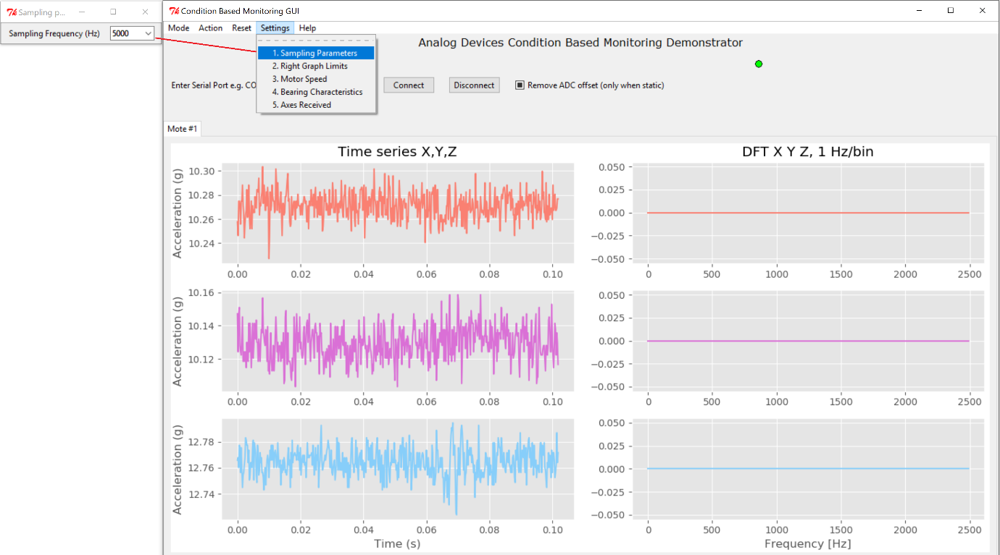 Sampling p...
Sampling Frequency (Hz) 5000
Condition Based Monitoring GUI
Mode Action Reset Settings Help
1. Sampling Parameters
2. Right Graph Limits
3. Motor Speed
4. Bearing Characteristics
5. Axes Received
Analog Devices Condition Based Monitoring Demonstrator
Enter Serial Port e.g. CO
Connect
Disconnect
Remove ADC offset (only when static)
Mote #1
Time series X,Y,Z
Acceleration (g)
10.30
10.28
10.26
10.24
0.00 0.02 0.04 0.06 0.08 0.10
Acceleration (g)
10.16
10.14
10.12
0.00 0.02 0.04 0.06 0.08 0.10
Acceleration (g)
12.78
12.76
12.74
0.00 0.02 0.04 0.06 0.08 0.10
Time (s)
DFT X Y Z, 1 Hz/bin
0.050
0.025
0.000
−0.025
−0.050
0 500 1000 1500 2000 2500
0.050
0.025
0.000
−0.025
−0.050
0 500 1000 1500 2000 2500
0.050
0.025
0.000
−0.025
−0.050
0 500 1000 1500 2000 2500
Frequency [Hz]